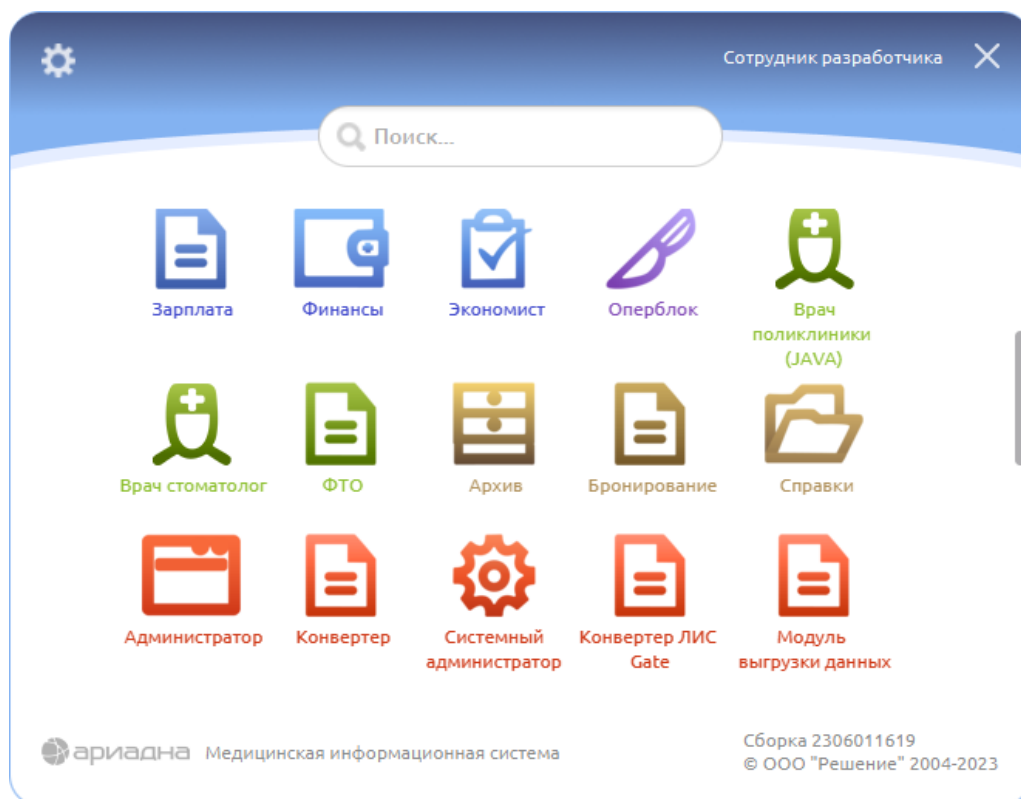 Сотрудник разработчика
Поиск...
Зарплата
Финансы
Экономист
Оперблок
Врач
поликлиники
(JAVA)
Врач стоматолог
ФТО
Архив
Бронирование
Справки
Администратор
Конвертер
Системный
администратор
Конвертер ЛИС
Gate
Модуль
выгрузки данных
ариадна Медицинская информационная система
Сборка 2306011619
© ООО "Решение" 2004-2023